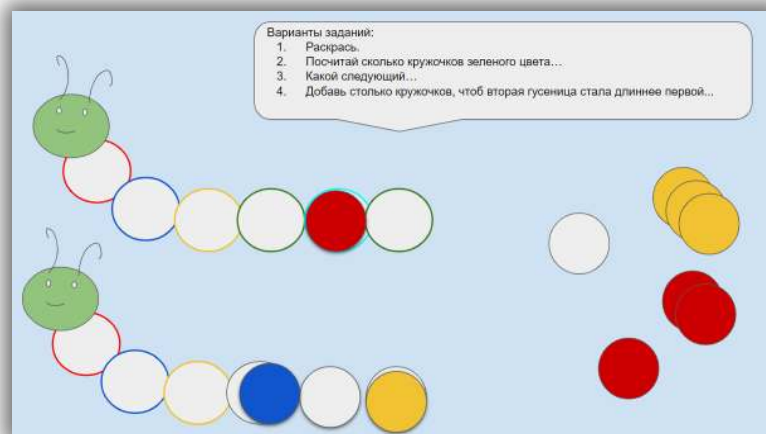 Варианты заданий:
1. Раскрась.
2. Посчитай сколько кружочков зеленого цвета…
3. Какой следующий…
4. Добавь столько кружочков, чтоб вторая гусеница стала длиннее первой...